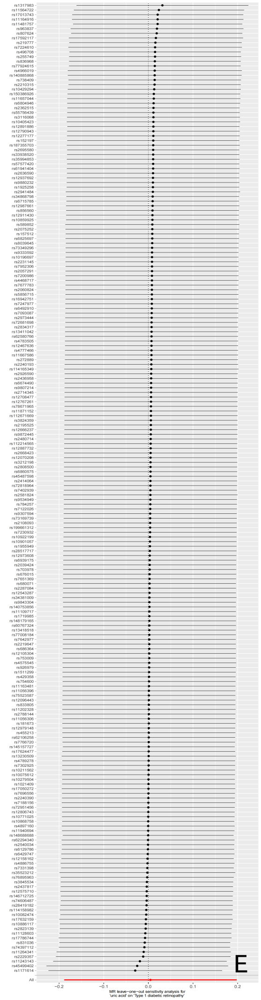 rs1317983
rs11564722
rs17013743
rs11164916
rs11481757
rs963837
rs807624
rs17592117
rs219777
rs7224610
rs496708
rs255749
rs836968
rs77924615
rs4966019
rs140885868
rs738409
rs2210315
rs10429294
rs150386926
rs11657044
rs6804946
rs2362515
rs55756439
rs3116068
rs10405423
rs12891886
rs12790943
rs12277177
rs152197
rs187355703
rs2695580
rs33938520
rs35994853
rs57577420
rs61941404
rs2636590
rs12937692
rs9880232
rs1925258
rs2941484
rs34868798
rs6715785
rs12987661
rs856560
rs12911430
rs10859925
rs589852
rs2075252
rs157512
rs6825697
rs8039645
rs73349296
rs9333592
rs10196697
rs2231145
rs7952306
rs2057291
rs7200986
rs4468717
rs7677783
rs2060824
rs5856715
rs16942751
rs7247977
rs6492910
rs7093087
rs2973444
rs72681698
rs2834317
rs13411042
rs62580766
rs4783505
rs12467636
rs4777466
rs11667586
rs272889
rs2240193
rs114165349
rs2926590
rs2436958
rs6674490
rs9807214
rs2714345
rs12708477
rs12767261
rs78671965
rs11871152
rs112671669
rs3824359
rs2195525
rs12666237
rs9872445
rs2480714
rs112214565
rs12887732
rs2668423
rs12070208
rs3212198
rs2808500
rs6860575
rs45487598
rs2414064
rs72818964
rs7402939
rs2581824
rs9534949
rs784257
rs7122026
rs9307594
rs73169739
rs2108093
rs199661312
rs7230932
rs10922199
rs10901057
rs1955949
rs28517717
rs12973608
rs6939175
rs2039424
rs703978
rs676015
rs7651369
rs680071
rs2287084
rs12543287
rs34381009
rs9843304
rs140753856
rs11109717
rs1719985
rs148179165
rs60767324
rs13418518
rs77008184
rs7642977
rs2219647
rs686364
rs12105304
rs753009
rs4575545
rs926979
rs1511299
rs429358
rs754600
rs11163481
rs11056396
rs75523587
rs12096443
rs833805
rs11202328
rs2788144
rs11056306
rs181673
rs12979148
rs455213
rs62106258
rs7766720
rs145157727
rs17624477
rs13230509
rs4789278
rs7302925
rs10211562
rs10075612
rs10279504
rs1021409
rs17050272
rs7696556
rs2240390
rs7188156
rs72951456
rs12806743
rs10771025
rs10868758
rs4897160
rs11940694
rs148688688
rs62294340
rs2540034
rs6129786
rs6429747
rs12158162
rs4886755
rs7331398
rs35523212
rs76895963
rs3845534
rs2437817
rs12575710
rs146712725
rs74606487
rs28419182
rs114158982
rs10082474
rs17632159
rs10886117
rs2823139
rs11128603
rs17786744
rs831036
rs74397112
rs11264341
rs2229357
rs11243143
rs45499402
rs1171614
E
All
−0.2 −0.1 0.0 0.1 0.2
MR leave−one−out sensitivity analysis for
'uric acid' on 'Type 1 diabetic retinopathy'